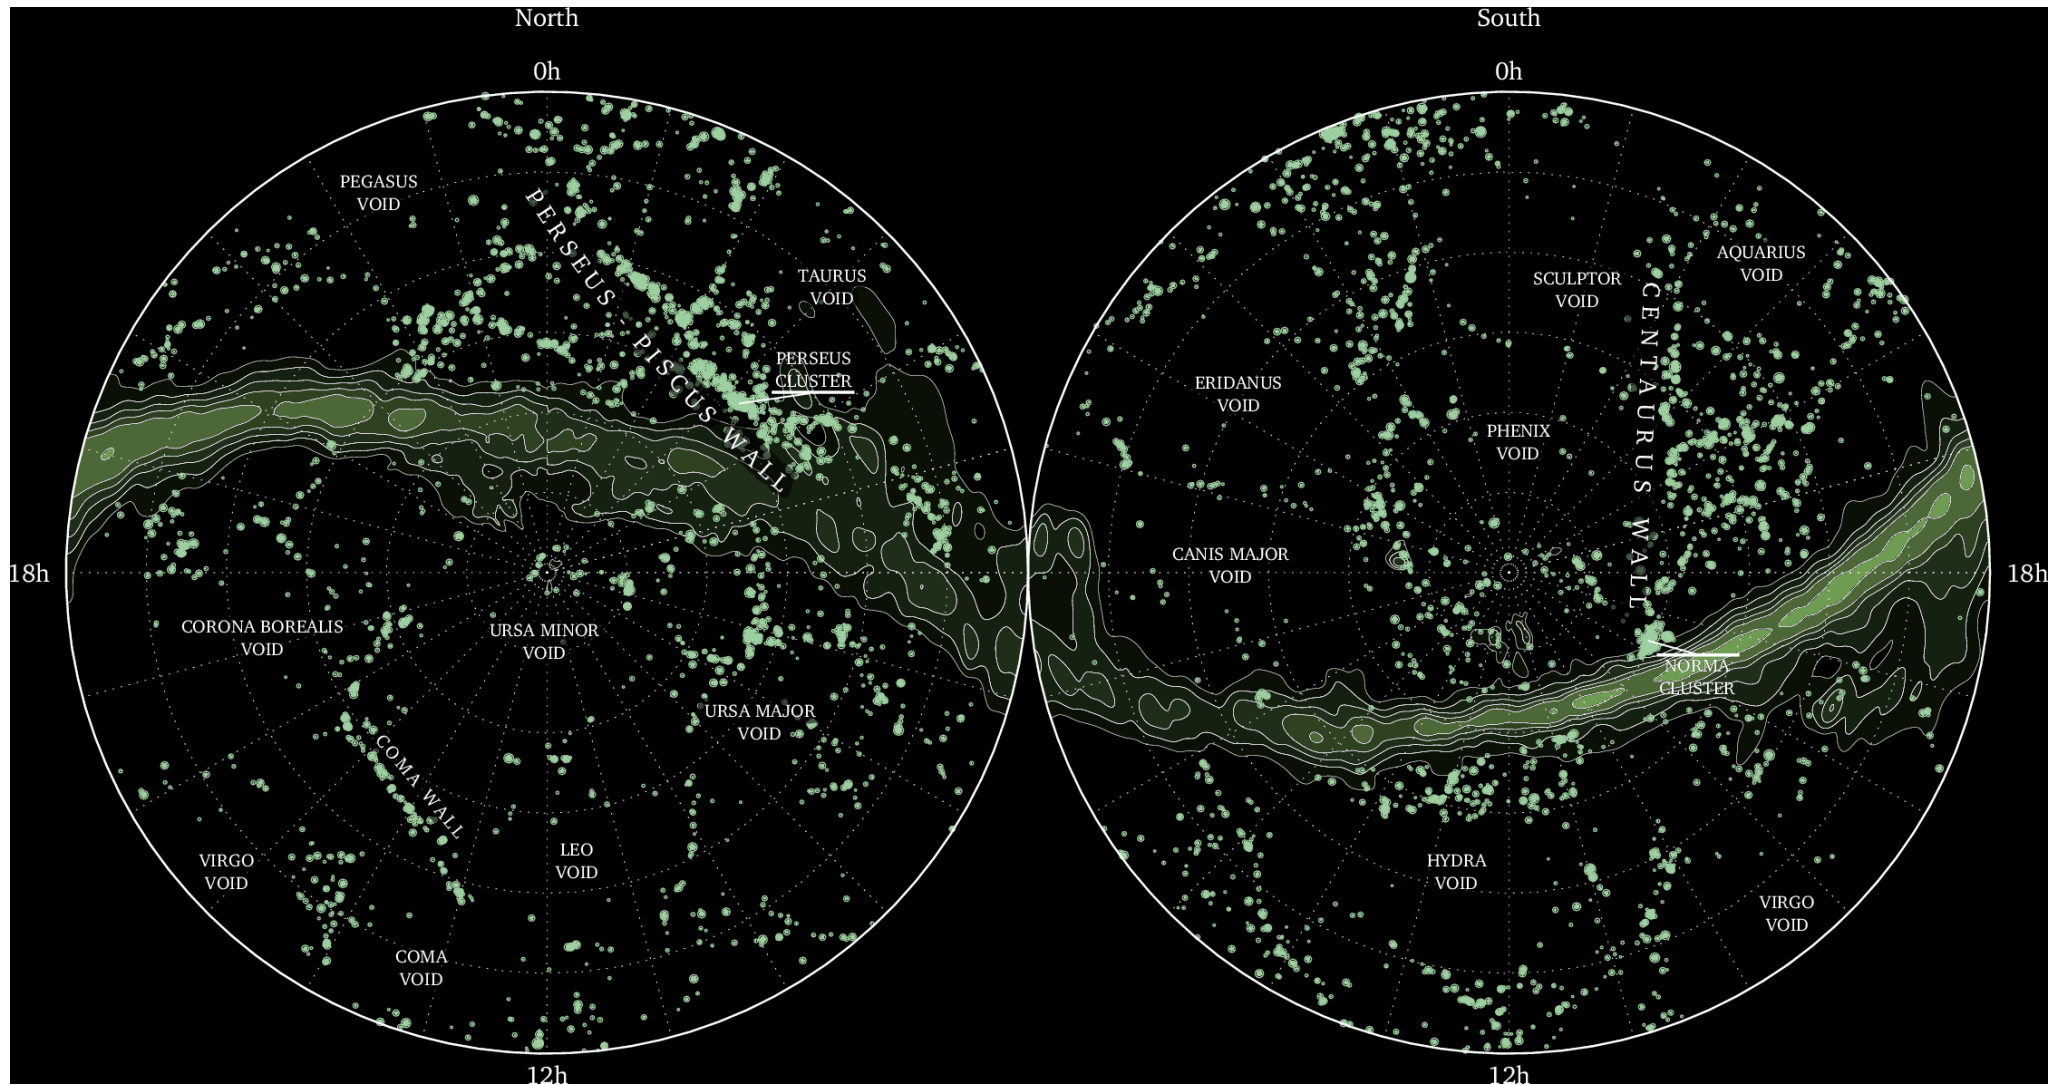 North
0h
PEGASUS
VOID
PERSEUS PISCUS WALL
TAURUS
VOID
PERSEUS
CLUSTER
18h
CORONA BOREALIS
VOID
URSA MINOR
VOID
URSA MAJOR
VOID
COMA WALL
VIRGO
VOID
LEO
VOID
COMA
VOID
12h
South
0h
AQUARIUS
VOID
SCULPTOR
VOID
CENTAURUS WALL
ERIDANUS
VOID
PHENIX
VOID
CANIS MAJOR
VOID
18h
NORMA
CLUSTER
HYDRA
VOID
VIRGO
VOID
12h